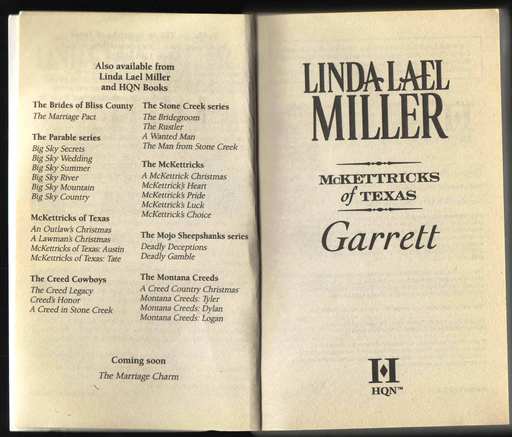 Also available from
Linda Lael Miller
and HQN Books
The Brides of Bliss County
The Marriage Pact
The Parable series
Big Sky Secrets
Big Sky Wedding
Big Sky Summer
Big Sky River
Big Sky Mountain
Big Sky Country
McKettricks of Texas
An Outlaw's Christmas
A Lawman's Christmas
McKettricks of Texas: Austin
McKettricks of Texas: Tate
The Creed Cowboys
The Creed Legacy
Creed's Honor
A Creed in Stone Creek
The Stone Creek series
The Bridegroom
The Rustler
A Wanted Man
The Man from Stone Creek
The McKettricks
A McKettrick Christmas
McKettrick's Heart
McKettrick's Pride
McKettrick's Luck
McKettrick's Choice
The Mojo Sheepshanks series
Deadly Deceptions
Deadly Gamble
The Montana Creeds
A Creed Country Christmas
Montana Creeds: Tyler
Montana Creeds: Dylan
Montana Creeds: Logan
Coming soon
The Marriage Charm
LINDA LAEL
MILLER
McKETTRICKS
of TEXAS
Garrett
H
HQN™